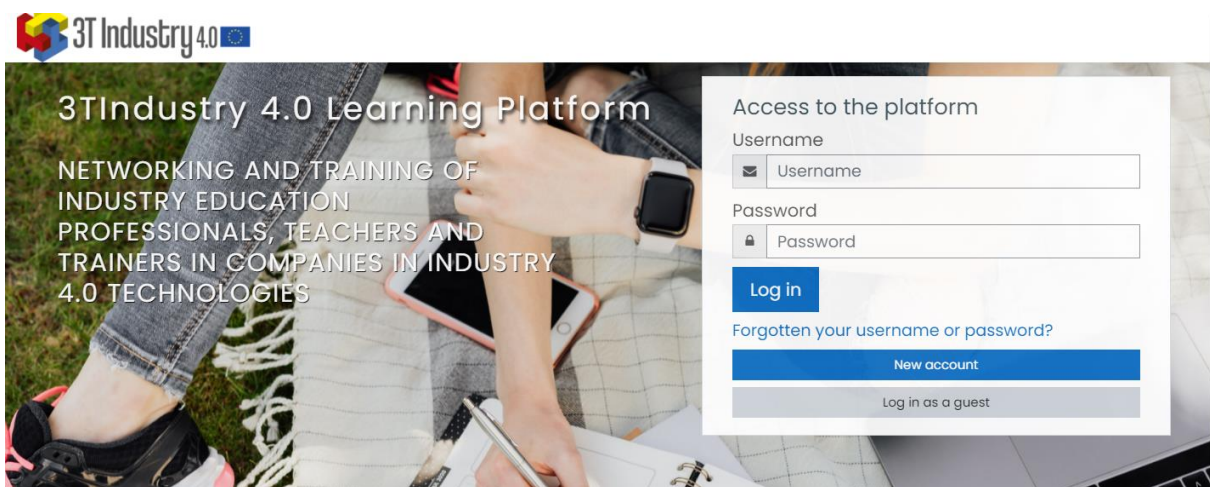 3T Industry 4.0
3TIndustry 4.0 Learning Platform
NETWORKING AND TRAINING OF
INDUSTRY EDUCATION
PROFESSIONALS, TEACHERS AND
TRAINERS IN COMPANIES IN INDUSTRY
4.0 TECHNOLOGIES
Access to the platform
Username
Username
Password
Password
Log in
Forgotten your username or password?
New account
Log in as a guest